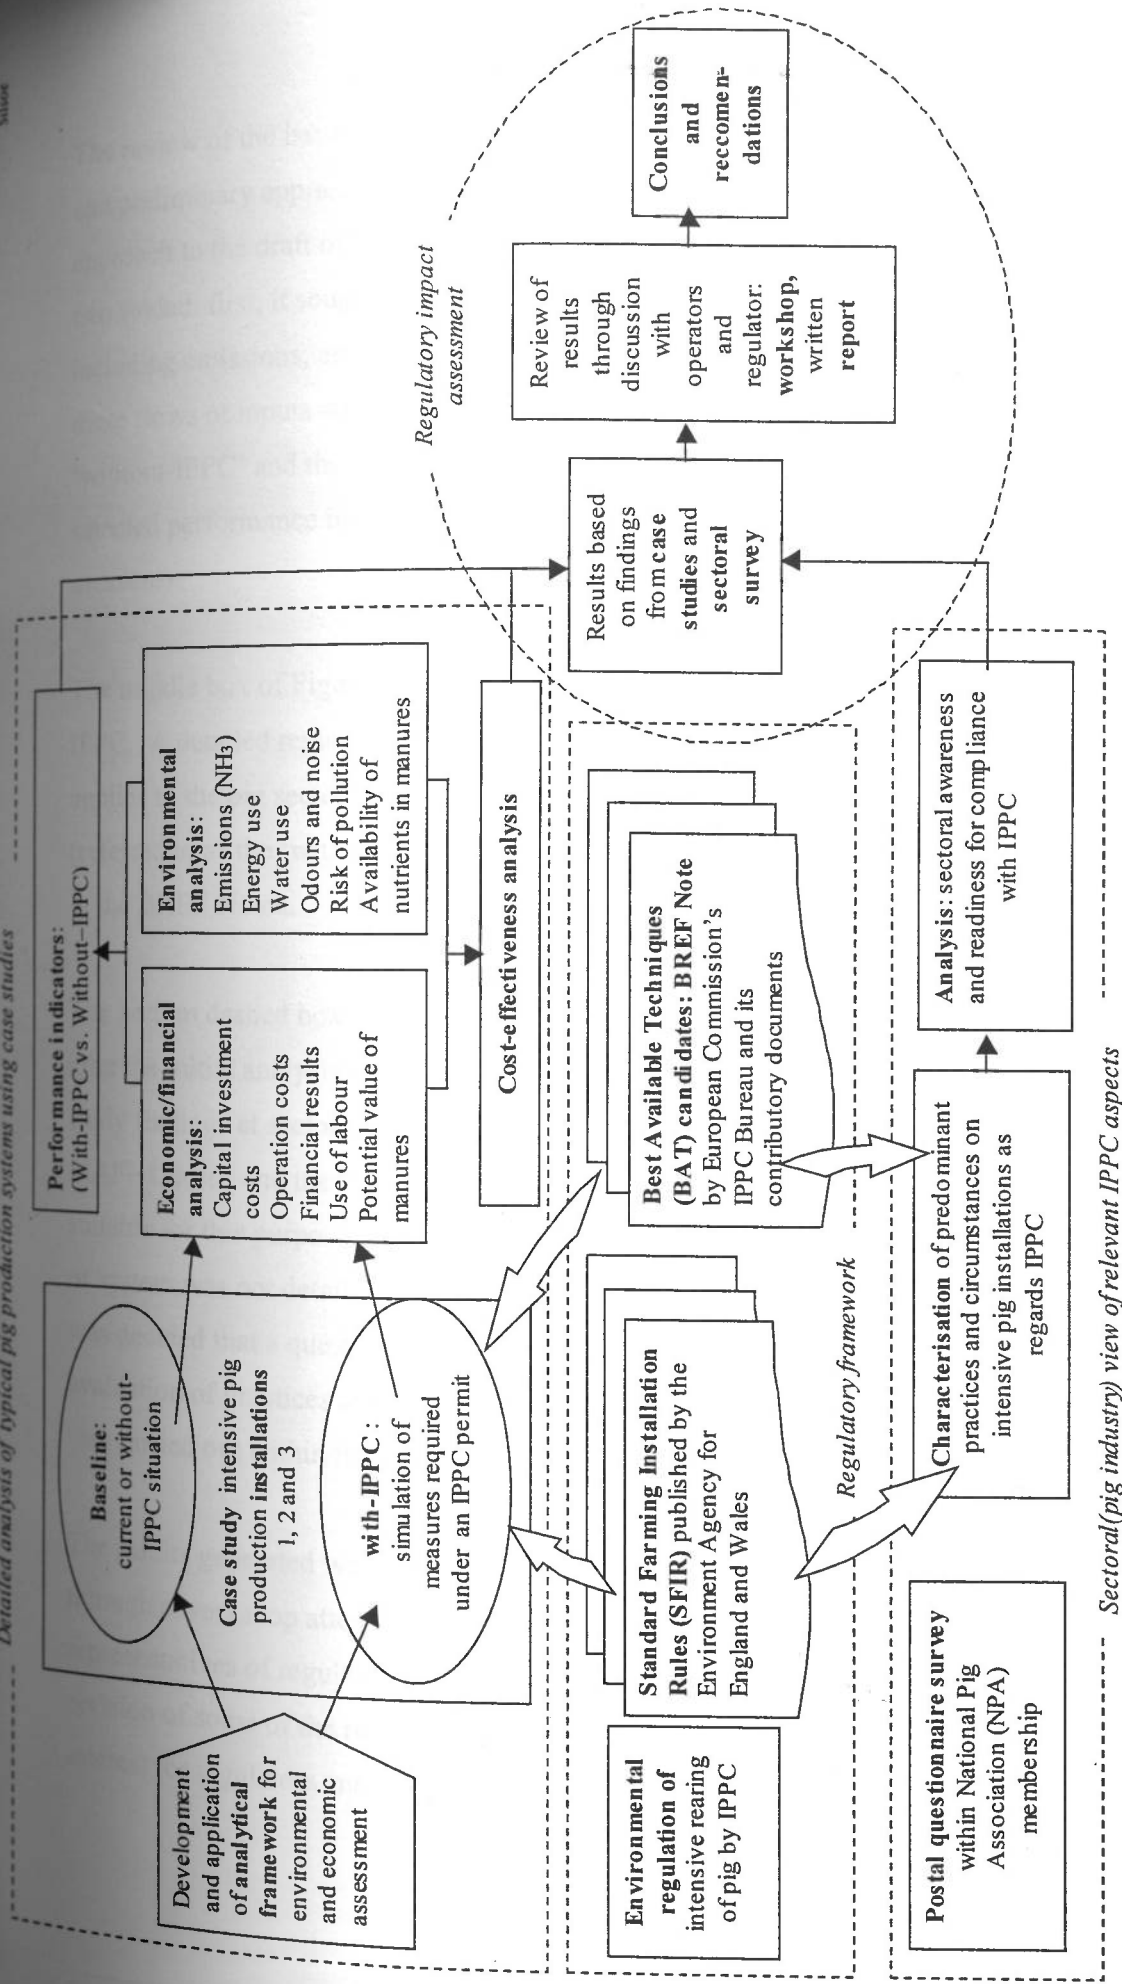 Detailed analysis of typical pig production systems using case studies
Development
and application
of analytical
framework for
environmental
and economic
assessment
Baseline:
current or without-
IPPC situation
Case study intensive pig
production installations
1, 2 and 3
with-IPPC :
simulation of
measures required
under an IPPC permit
Performance indicators:
(With-IPPC vs. Without–IPPC)
Economic/financial
analysis:
Capital investment
costs
Operation costs
Financial results
Use of labour
Potential value of
manures
Environmental
analysis:
Emissions (NH3)
Energy use
Water use
Odours and noise
Risk of pollution
Availability of
nutrients in manures
Cost-effectiveness analysis
Environmental
regulation of
intensive rearing
of pig by IPPC
Standard Farming Installation
Rules (SFIR) published by the
Environment Agency for
England and Wales
Best Available Techniques
(BAT) candidates: BREF Note
by European Commission's
IPPC Bureau and its
contributory documents
Regulatory framework
Postal questionnaire survey
within National Pig
Association (NPA)
membership
Characterisation of predominant
practices and circumstances on
intensive pig installations as
regards IPPC
Analysis: sectoral awareness
and readiness for compliance
with IPPC
Sectoral (pig industry) view of relevant IPPC aspects
Regulatory impact
assessment
Results based
on findings
from case
studies and
sectoral
survey
Review of
results
through
discussion
with
operators
and
regulator:
workshop,
written
report
Conclusions
and
reccomen-
dations